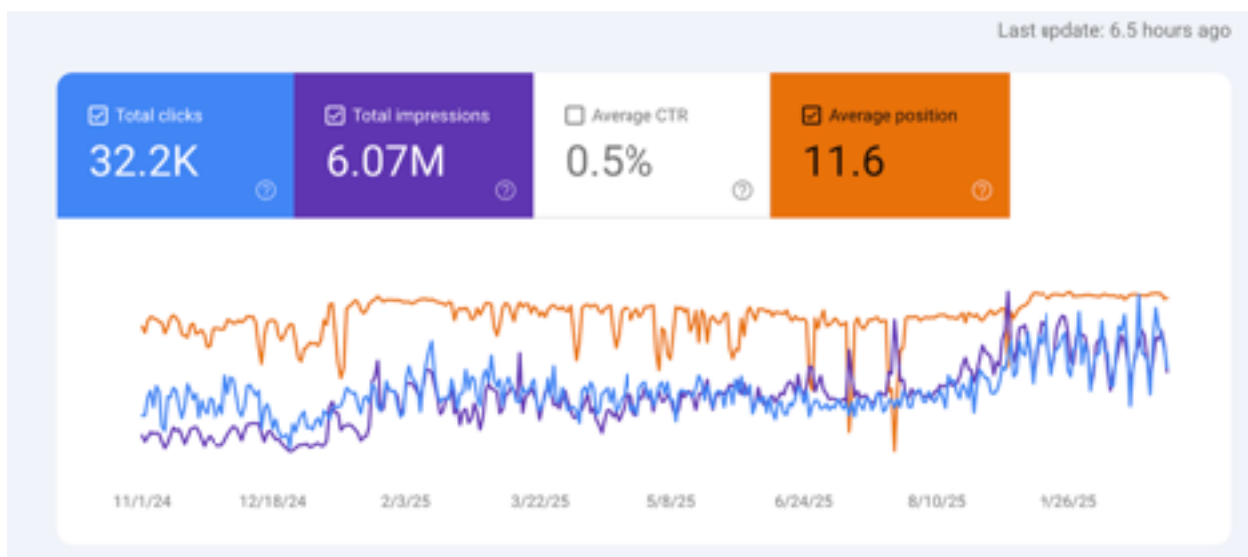 Last update: 6.5 hours ago
Total clicks
Total impressions
Average CTR
Average position
32.2K
6.07M
0.5%
11.6
11/1/24
12/18/24
2/3/25
3/22/25
5/8/25
6/24/25
8/10/25
9/26/25